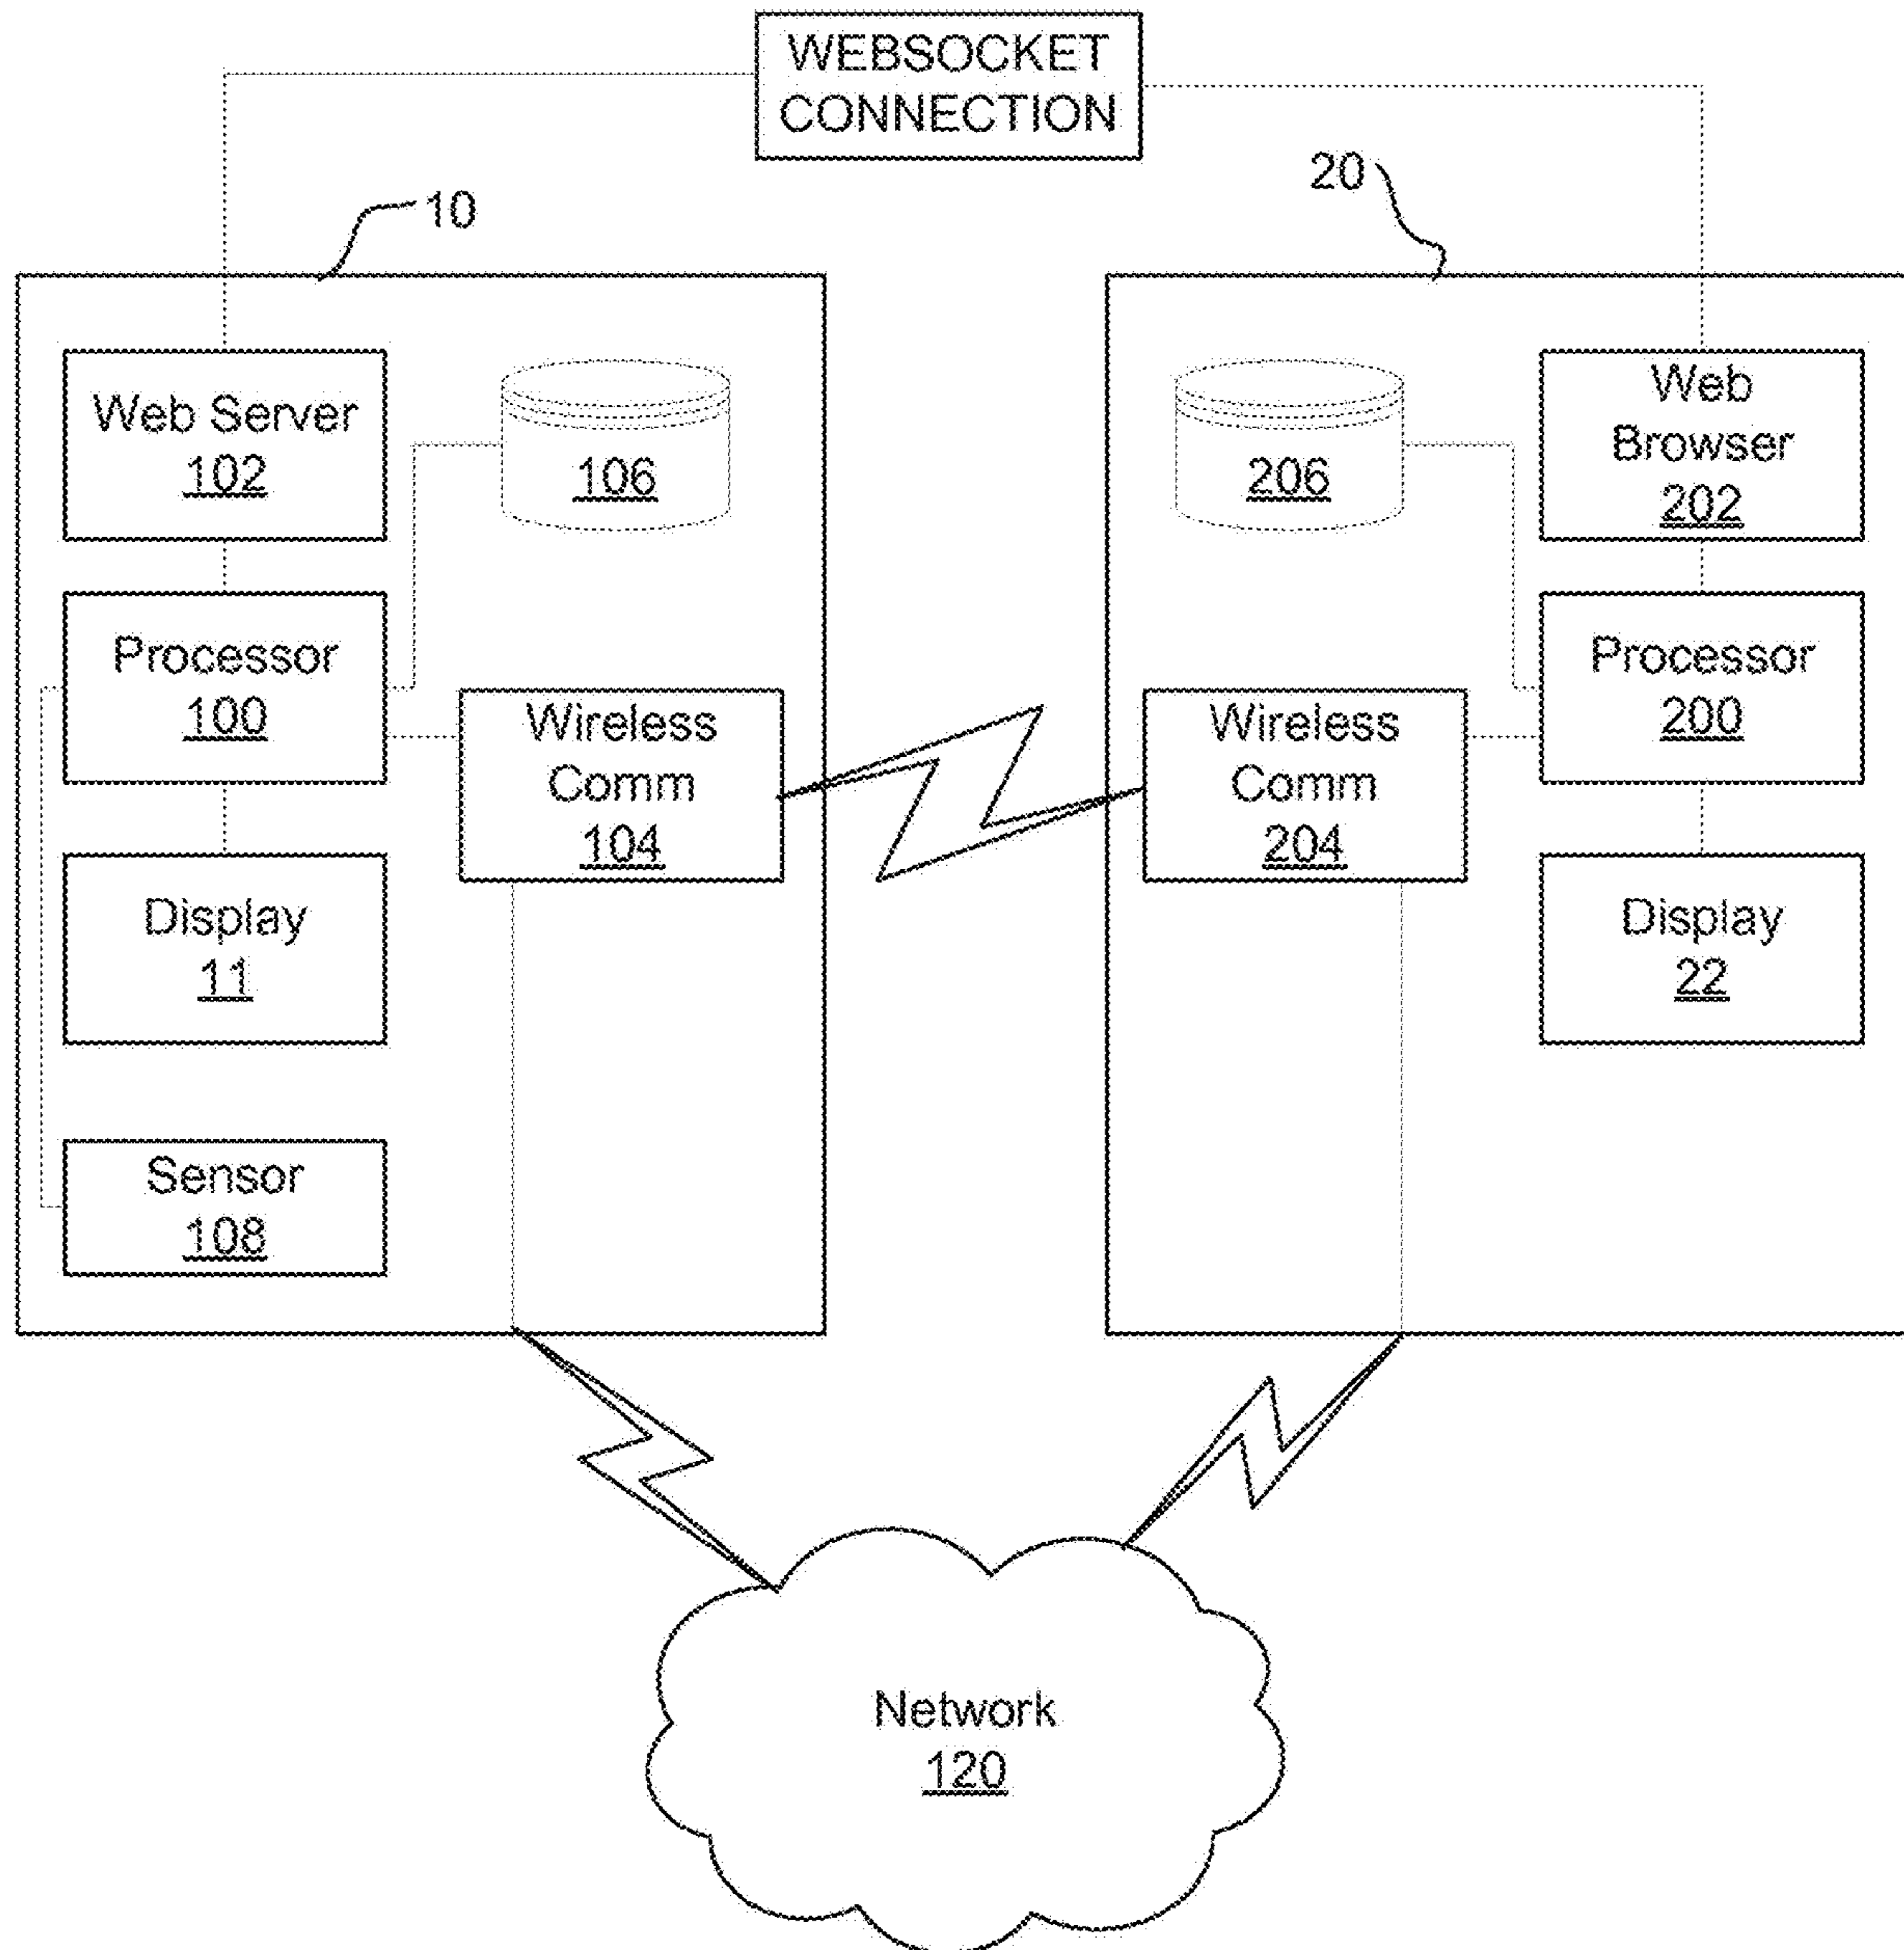 WEBSOCKET
CONNECTION
10
20
Web Server
102
106
206
Web
Browser
202
Processor
100
Wireless
Comm
104
Wireless
Comm
204
Processor
200
Display
11
Display
22
Sensor
108
Network
120